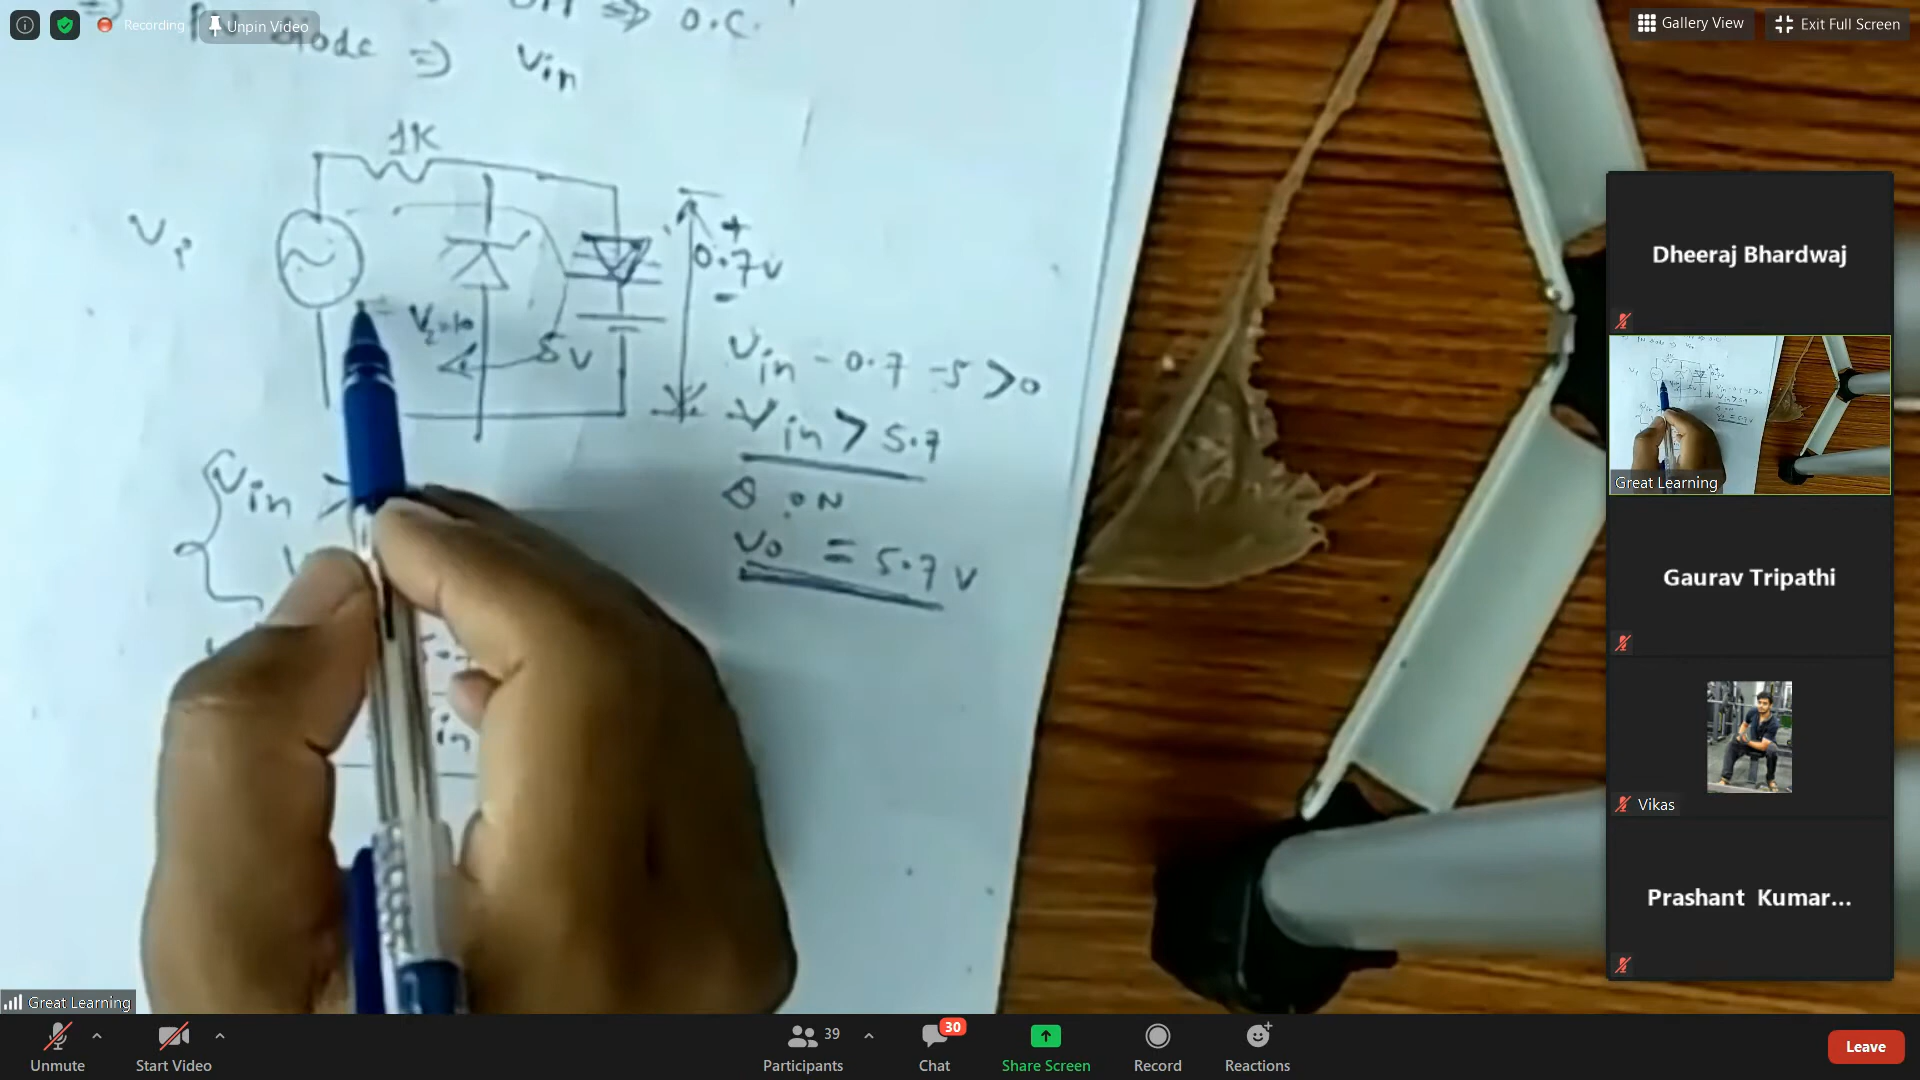 Recording
Unpin Video
Gallery View
Exit Full Screen
⇒ O.C.
diode ⇒ Vin
1K
Vi
+
0.7V
-
Vz=10
5V
Vin - 0.7 - 5 > 0
Vin > 5.7
D ON
Vo = 5.7 V
Vin
in
Dheeraj Bhardwaj
Great Learning
Gaurav Tripathi
Vikas
Prashant Kumar...
Great Learning
Unmute
Start Video
39
Participants
30
Chat
Share Screen
Record
Reactions
Leave